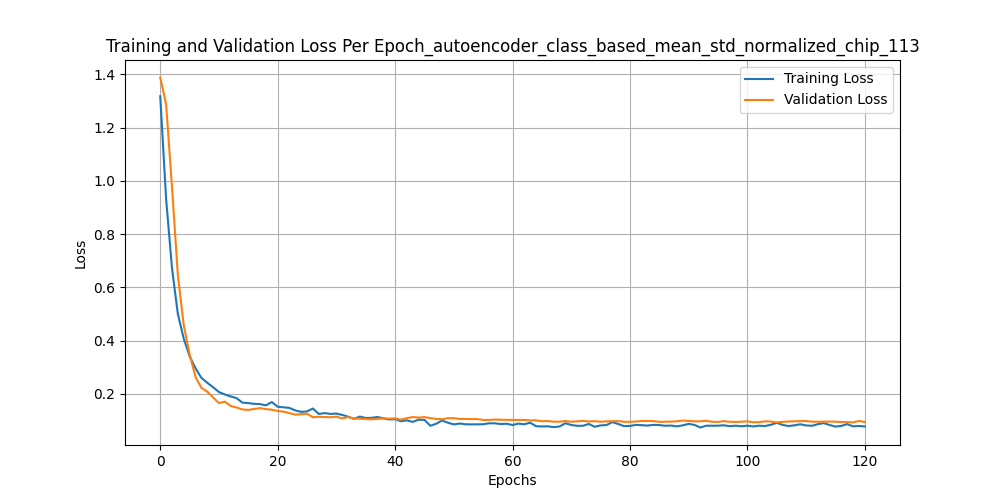 Training and Validation Loss Per Epoch_autoencoder_class_based_mean_std_normalized_chip_113
Training Loss
Validation Loss
1.4
1.2
1.0
0.8
0.6
0.4
0.2
Loss
0 20 40 60 80 100 120
Epochs